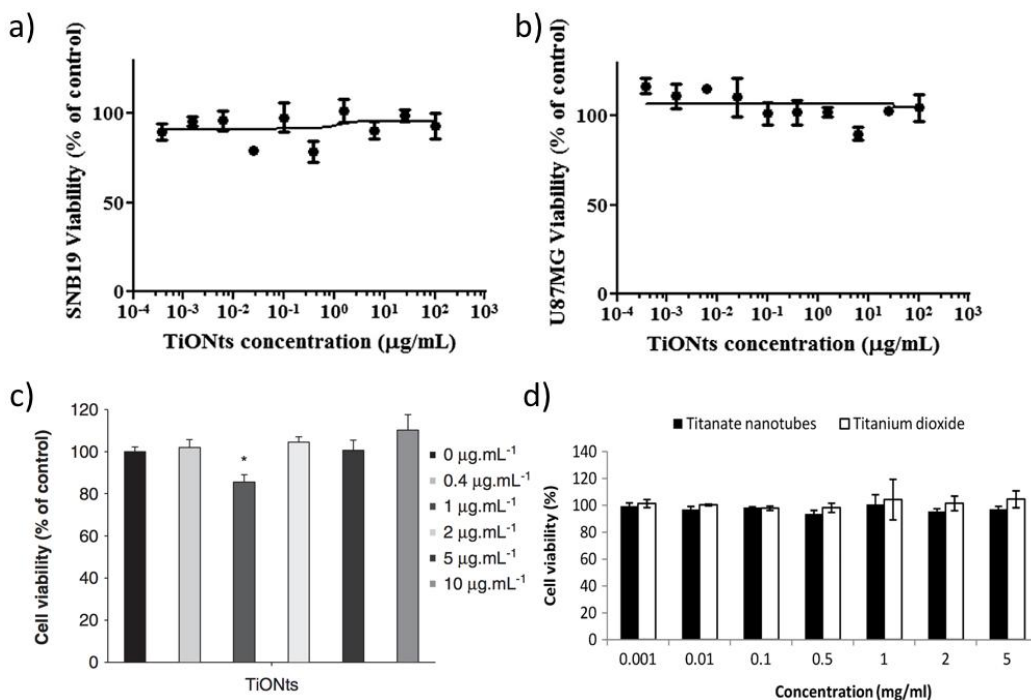 a)
SNB19 Viability (% of control)
100
50
0
10⁻⁴ 10⁻³ 10⁻² 10⁻¹ 10⁰ 10¹ 10² 10³
TiONts concentration (µg/mL)
b)
U87MG Viability (% of control)
100
50
0
10⁻⁴ 10⁻³ 10⁻² 10⁻¹ 10⁰ 10¹ 10² 10³
TiONts concentration (µg/mL)
c)
Cell viability (% of control)
120
100
80
60
40
20
0
*
TiONts
0 µg.mL⁻¹
0.4 µg.mL⁻¹
1 µg.mL⁻¹
2 µg.mL⁻¹
5 µg.mL⁻¹
10 µg.mL⁻¹
d)
Titanate nanotubes Titanium dioxide
Cell viability (%)
140
120
100
80
60
40
20
0
0.001 0.01 0.1 0.5 1 2 5
Concentration (mg/ml)